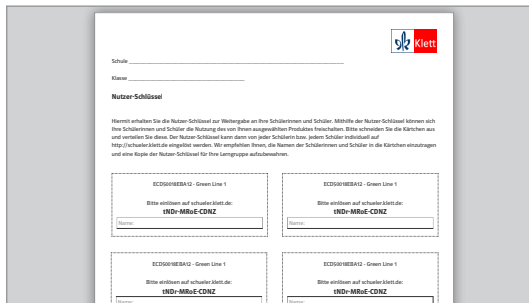 Klett
Schule
Klasse
Nutzer-Schlüssel
Hiermit erhalten Sie die Nutzer-Schlüssel zur Weitergabe an Ihre Schülerinnen und Schüler. Mithilfe der Nutzer-Schlüssel können sich
Ihre Schülerinnen und Schüler die Nutzung des von Ihnen ausgewählten Produktes freischalten. Bitte schneiden Sie die Kärtchen aus
und verteilen Sie diese. Der Nutzer-Schlüssel kann dann von jeder Schülerin bzw. jedem Schüler individuell auf
http://schueler.klett.de eingelöst werden. Wir empfehlen Ihnen, die Namen der Schülerinnen und Schüler in die Kärtchen einzutragen
und eine Kopie der Nutzer-Schlüssel für Ihre Lerngruppe aufzubewahren.
ECD50018EBA12 - Green Line 1
Bitte einlösen auf schueler.klett.de:
tNDr-MRoE-CDNZ
Name:
ECD50018EBA12 - Green Line 1
Bitte einlösen auf schueler.klett.de:
tNDr-MRoE-CDNZ
Name:
ECD50018EBA12 - Green Line 1
Bitte einlösen auf schueler.klett.de:
tNDr-MRoE-CDNZ
Name:
ECD50018EBA12 - Green Line 1
Bitte einlösen auf schueler.klett.de:
tNDr-MRoE-CDNZ
Name: